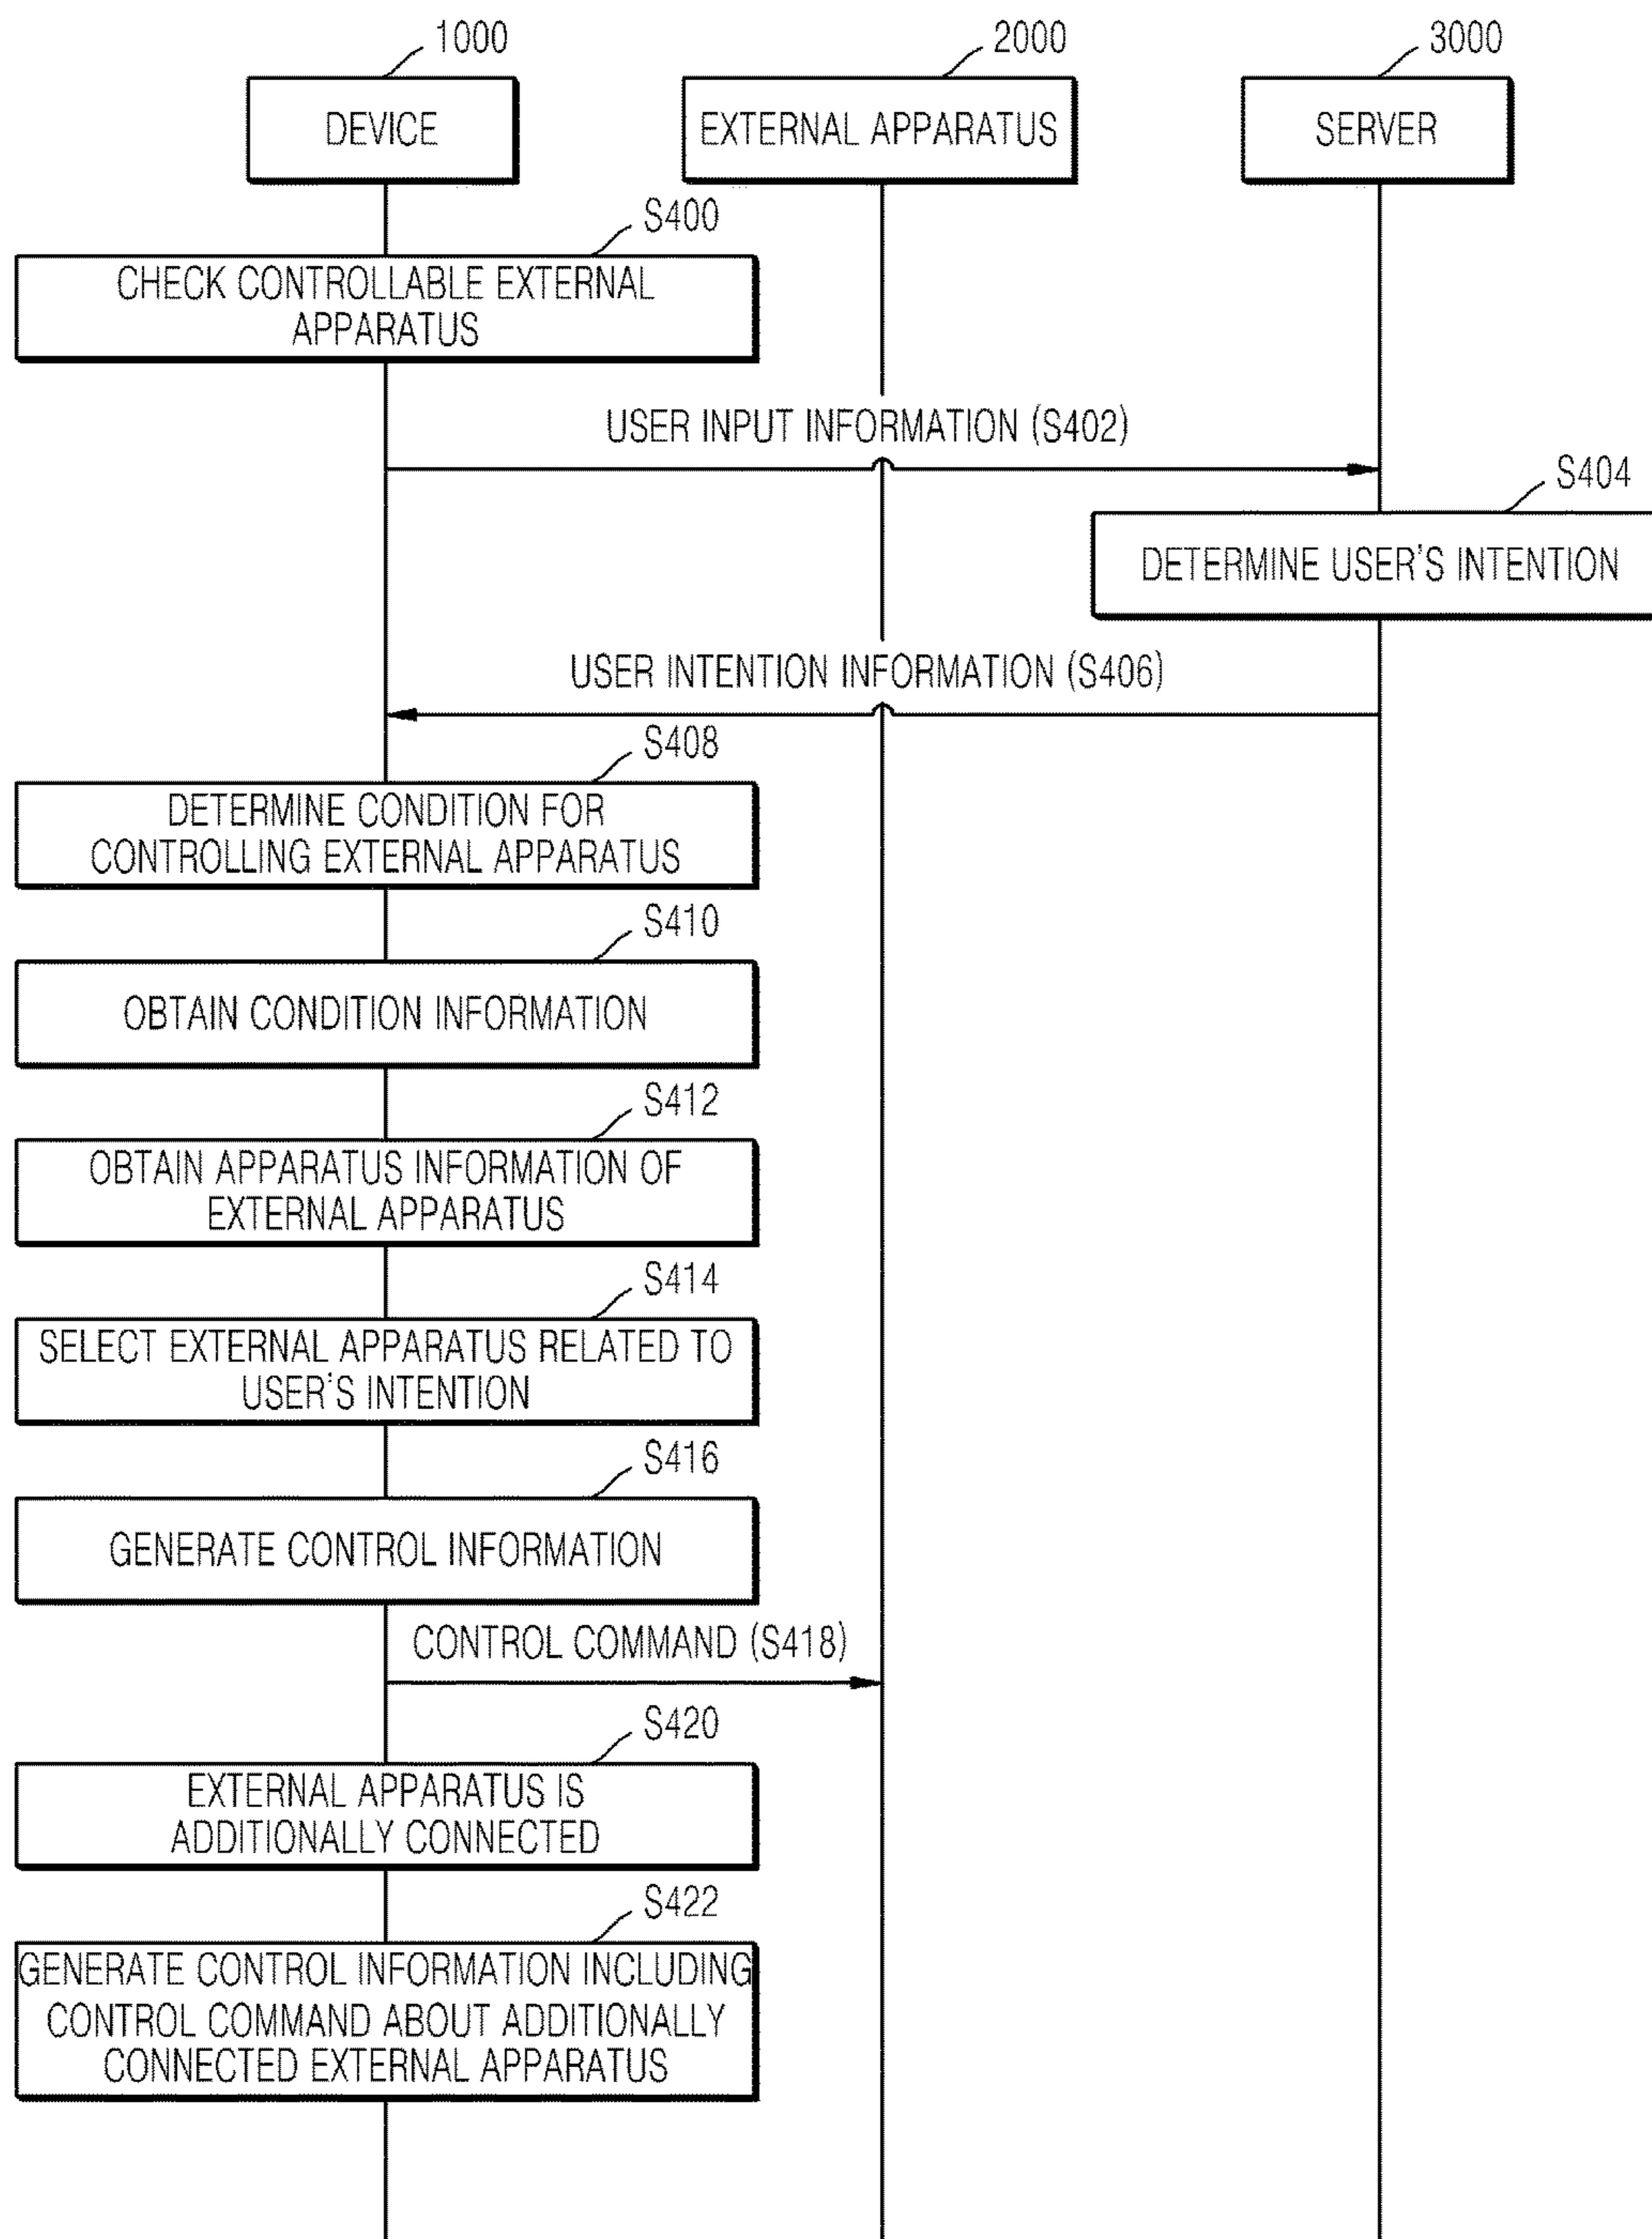 1000
2000
3000
DEVICE
EXTERNAL APPARATUS
SERVER
S400
CHECK CONTROLLABLE EXTERNAL
APPARATUS
USER INPUT INFORMATION (S402)
S404
DETERMINE USER'S INTENTION
USER INTENTION INFORMATION (S406)
S408
DETERMINE CONDITION FOR
CONTROLLING EXTERNAL APPARATUS
S410
OBTAIN CONDITION INFORMATION
S412
OBTAIN APPARATUS INFORMATION OF
EXTERNAL APPARATUS
S414
SELECT EXTERNAL APPARATUS RELATED TO
USER'S INTENTION
S416
GENERATE CONTROL INFORMATION
CONTROL COMMAND (S418)
S420
EXTERNAL APPARATUS IS
ADDITIONALLY CONNECTED
S422
GENERATE CONTROL INFORMATION INCLUDING
CONTROL COMMAND ABOUT ADDITIONALLY
CONNECTED EXTERNAL APPARATUS